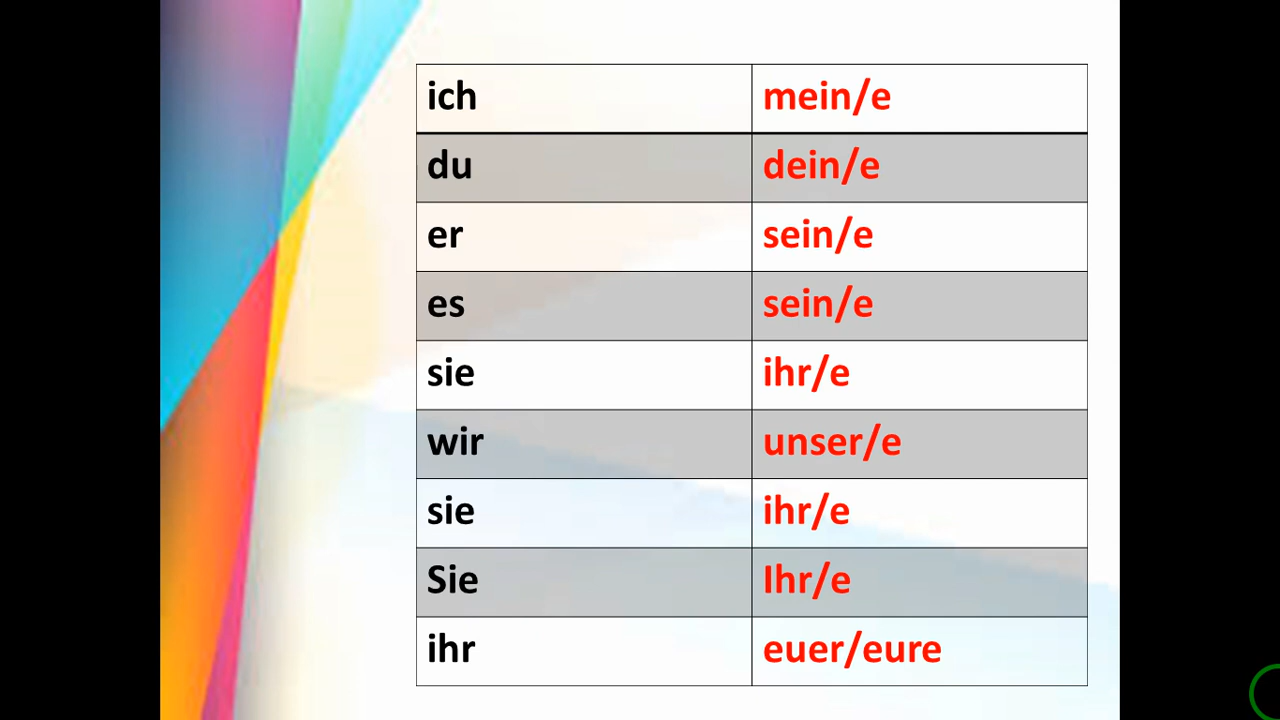 ich mein/e
du dein/e
er sein/e
es sein/e
sie ihr/e
wir unser/e
sie ihr/e
Sie Ihr/e
ihr euer/eure